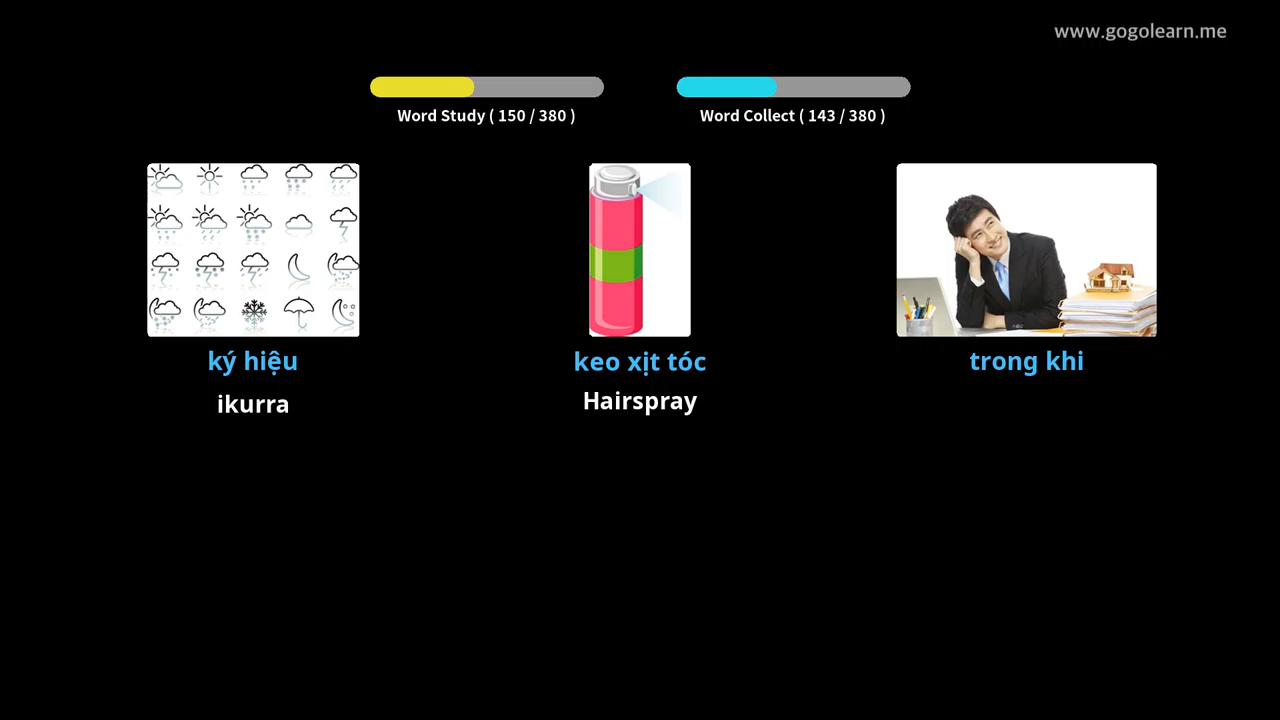 www.gogolearn.me
Word Study ( 150 / 380 )
Word Collect ( 143 / 380 )
ký hiệu
keo xịt tóc
trong khi
ikurra
Hairspray